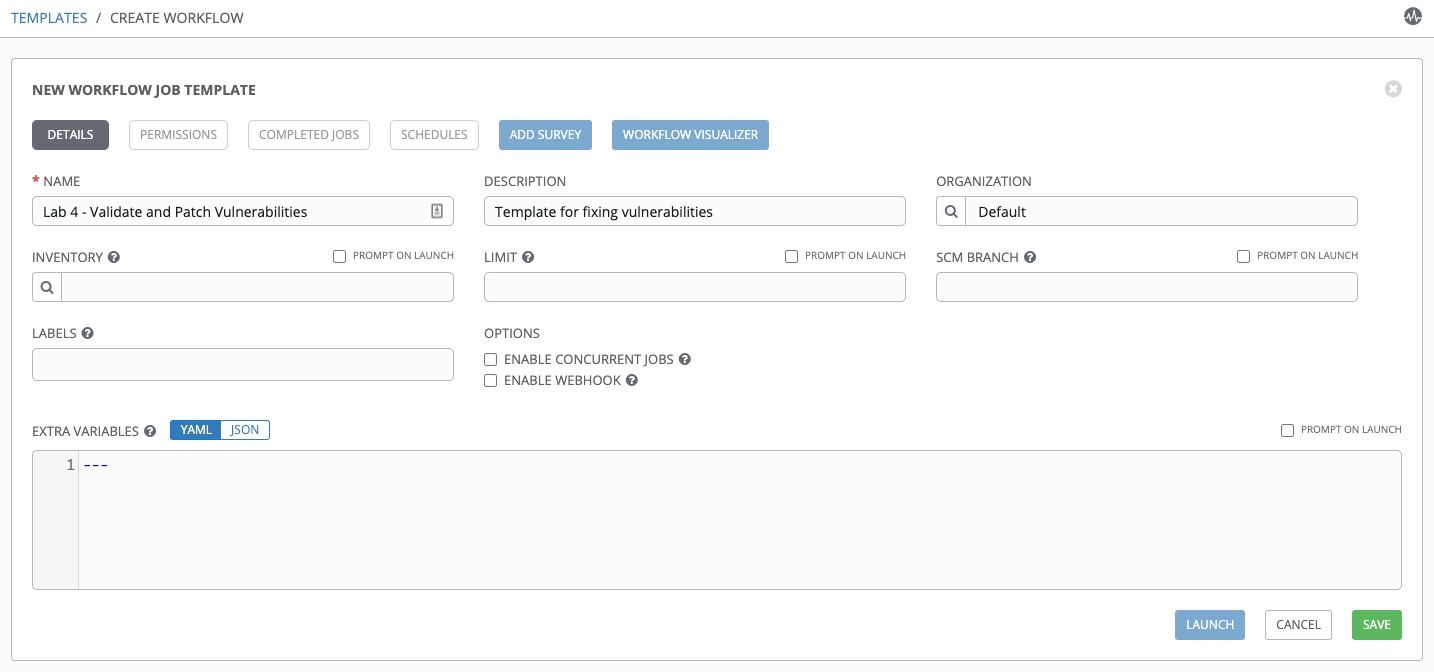 TEMPLATES / CREATE WORKFLOW
NEW WORKFLOW JOB TEMPLATE
DETAILS PERMISSIONS COMPLETED JOBS SCHEDULES ADD SURVEY WORKFLOW VISUALIZER
* NAME DESCRIPTION ORGANIZATION
Lab 4 - Validate and Patch Vulnerabilities Template for fixing vulnerabilities Default
INVENTORY ? PROMPT ON LAUNCH LIMIT ? PROMPT ON LAUNCH SCM BRANCH ? PROMPT ON LAUNCH
LABELS ? OPTIONS
ENABLE CONCURRENT JOBS ?
ENABLE WEBHOOK ?
EXTRA VARIABLES ? YAML JSON PROMPT ON LAUNCH
1 ---
LAUNCH CANCEL SAVE